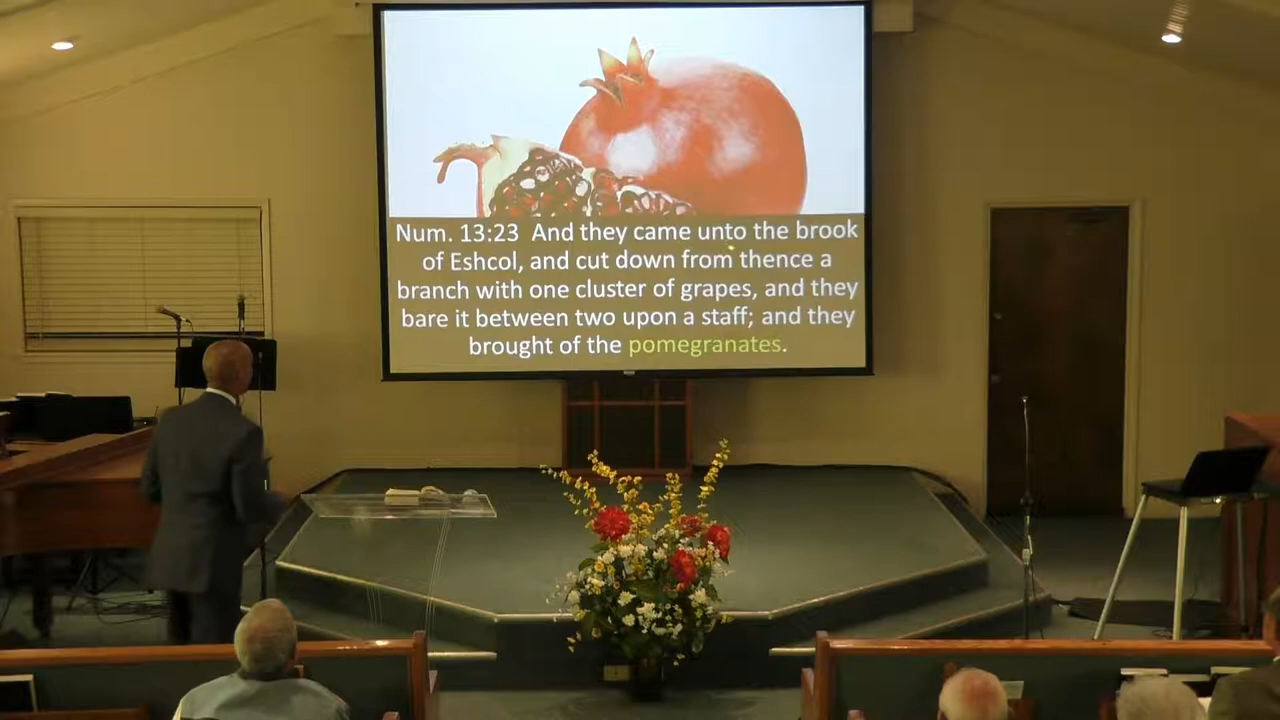 Num. 13:23 And they came unto the brook
of Eshcol, and cut down from thence a
branch with one cluster of grapes, and they
bare it between two upon a staff; and they
brought of the pomegranates.